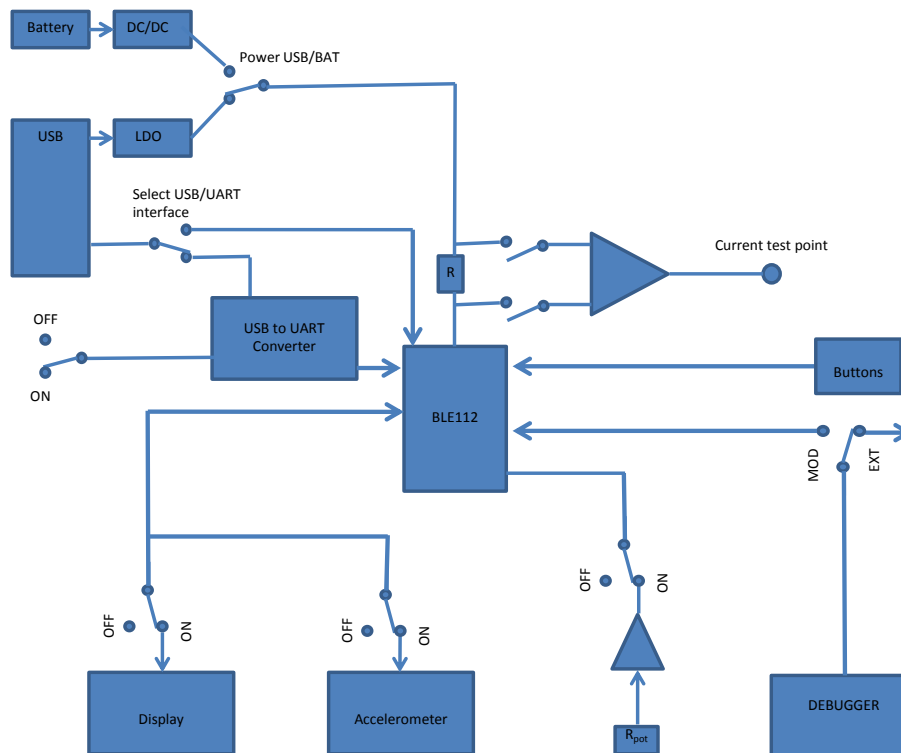 Battery
DC/DC
Power USB/BAT
USB
LDO
Select USB/UART
interface
Current test point
R
OFF
USB to UART
Converter
ON
Buttons
BLE112
MOD
EXT
OFF
ON
OFF
ON
OFF
ON
Display
Accelerometer
Rpot
DEBUGGER